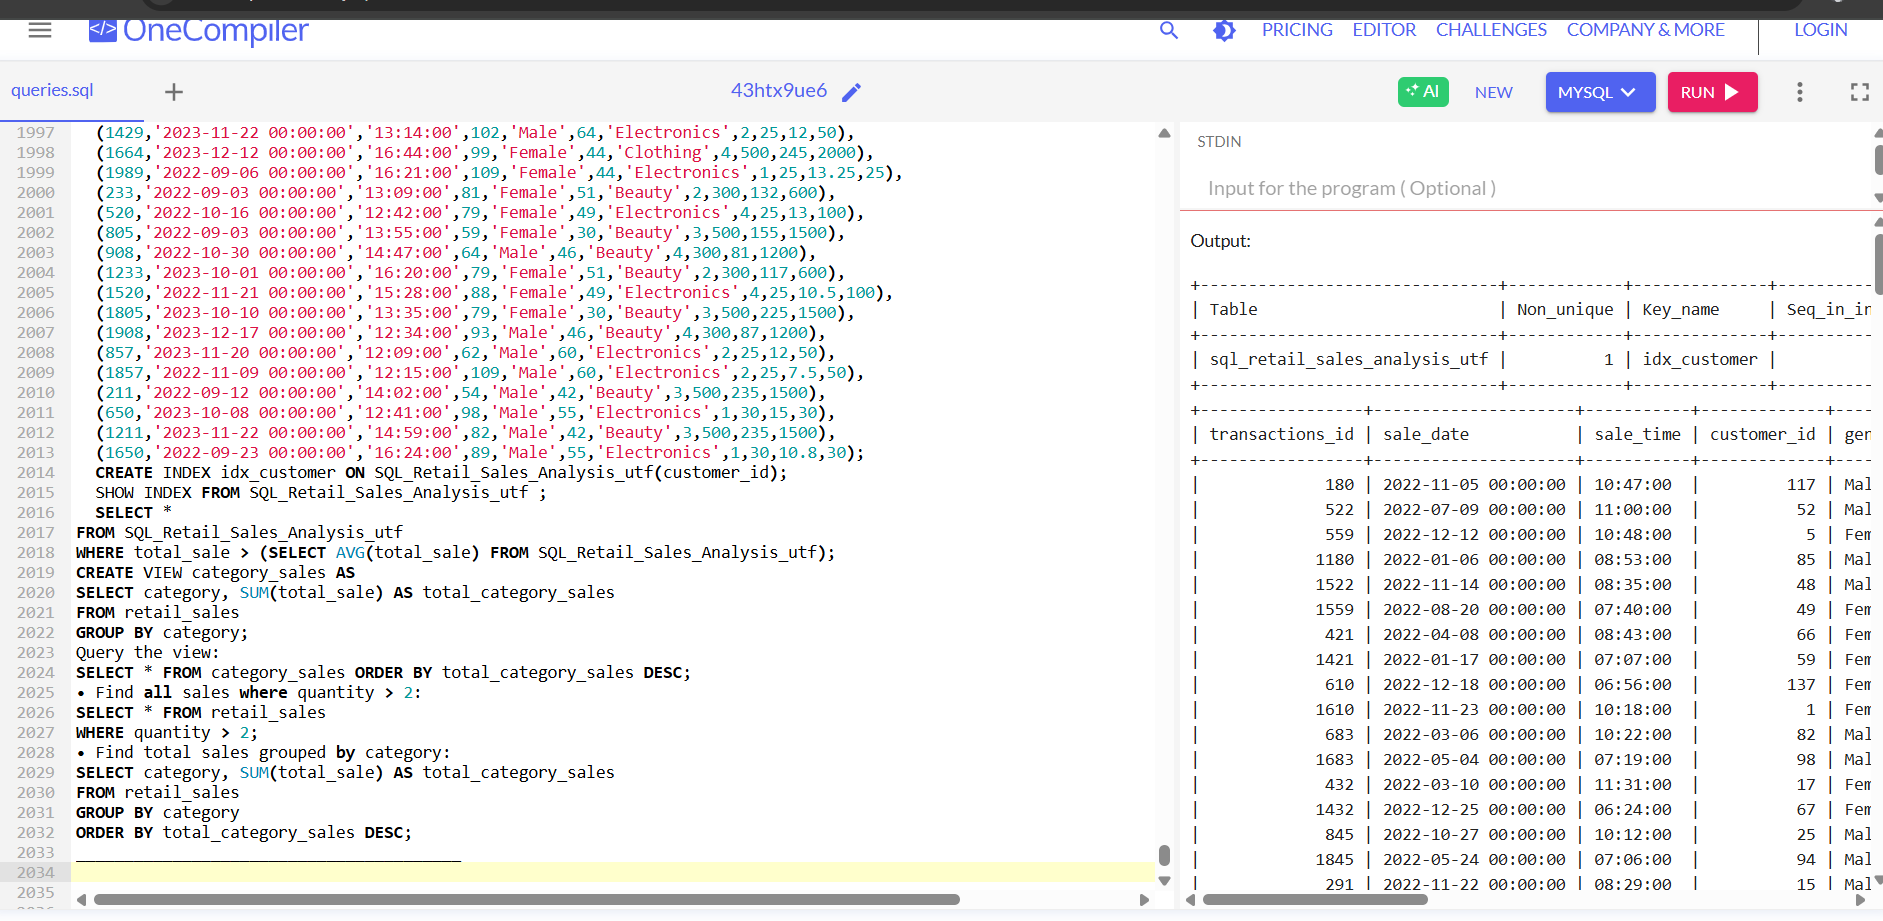 OneCompiler
PRICING EDITOR CHALLENGES COMPANY & MORE LOGIN
queries.sql + 43htx9ue6 AI NEW MYSQL RUN
1997 (1429,'2023-11-22 00:00:00','13:14:00',102,'Male',64,'Electronics',2,25,12,50),
1998 (1664,'2023-12-12 00:00:00','16:44:00',99,'Female',44,'Clothing',4,500,245,2000),
1999 (1989,'2022-09-06 00:00:00','16:21:00',109,'Female',44,'Electronics',1,25,13.25,25),
2000 (233,'2022-09-03 00:00:00','13:09:00',81,'Female',51,'Beauty',2,300,132,600),
2001 (520,'2022-10-16 00:00:00','12:42:00',79,'Female',49,'Electronics',4,25,13,100),
2002 (805,'2022-09-03 00:00:00','13:55:00',59,'Female',30,'Beauty',3,500,155,1500),
2003 (908,'2022-10-30 00:00:00','14:47:00',64,'Male',46,'Beauty',4,300,81,1200),
2004 (1233,'2023-10-01 00:00:00','16:20:00',79,'Female',51,'Beauty',2,300,117,600),
2005 (1520,'2022-11-21 00:00:00','15:28:00',88,'Female',49,'Electronics',4,25,10.5,100),
2006 (1805,'2022-10-10 00:00:00','13:35:00',79,'Female',30,'Beauty',3,500,225,1500),
2007 (1908,'2023-12-17 00:00:00','12:34:00',93,'Male',46,'Beauty',4,300,87,1200),
2008 (857,'2023-11-20 00:00:00','12:09:00',62,'Male',60,'Electronics',2,25,12,50),
2009 (1857,'2022-11-09 00:00:00','12:15:00',109,'Male',60,'Electronics',2,25,7.5,50),
2010 (211,'2022-09-12 00:00:00','14:02:00',54,'Male',42,'Beauty',3,500,235,1500),
2011 (650,'2023-10-08 00:00:00','12:41:00',98,'Male',55,'Electronics',1,30,15,30),
2012 (1211,'2023-11-22 00:00:00','14:59:00',82,'Male',42,'Beauty',3,500,235,1500),
2013 (1650,'2022-09-23 00:00:00','16:24:00',89,'Male',55,'Electronics',1,30,10.8,30);
2014 CREATE INDEX idx_customer ON SQL_Retail_Sales_Analysis_utf(customer_id);
2015 SHOW INDEX FROM SQL_Retail_Sales_Analysis_utf ;
2016 SELECT *
2017 FROM SQL_Retail_Sales_Analysis_utf
2018 WHERE total_sale > (SELECT AVG(total_sale) FROM SQL_Retail_Sales_Analysis_utf);
2019 CREATE VIEW category_sales AS
2020 SELECT category, SUM(total_sale) AS total_category_sales
2021 FROM retail_sales
2022 GROUP BY category;
2023 Query the view:
2024 SELECT * FROM category_sales ORDER BY total_category_sales DESC;
2025 • Find all sales where quantity > 2:
2026 SELECT * FROM retail_sales
2027 WHERE quantity > 2;
2028 • Find total sales grouped by category:
2029 SELECT category, SUM(total_sale) AS total_category_sales
2030 FROM retail_sales
2031 GROUP BY category
2032 ORDER BY total_category_sales DESC;
2033 ________________________________________
2034
2035
STDIN
Input for the program ( Optional )
Output:
+-------------------------------+------------+--------------+----------
| Table | Non_unique | Key_name | Seq_in_in
+-------------------------------+------------+--------------+----------
| sql_retail_sales_analysis_utf | 1 | idx_customer |
+-------------------------------+------------+--------------+----------
+-----------------+---------------------+-----------+-------------+----
| transactions_id | sale_date | sale_time | customer_id | gen
+-----------------+---------------------+-----------+-------------+----
| 180 | 2022-11-05 00:00:00 | 10:47:00 | 117 | Mal
| 522 | 2022-07-09 00:00:00 | 11:00:00 | 52 | Mal
| 559 | 2022-12-12 00:00:00 | 10:48:00 | 5 | Fem
| 1180 | 2022-01-06 00:00:00 | 08:53:00 | 85 | Mal
| 1522 | 2022-11-14 00:00:00 | 08:35:00 | 48 | Mal
| 1559 | 2022-08-20 00:00:00 | 07:40:00 | 49 | Fem
| 421 | 2022-04-08 00:00:00 | 08:43:00 | 66 | Fem
| 1421 | 2022-01-17 00:00:00 | 07:07:00 | 59 | Fem
| 610 | 2022-12-18 00:00:00 | 06:56:00 | 137 | Fem
| 1610 | 2022-11-23 00:00:00 | 10:18:00 | 1 | Fem
| 683 | 2022-03-06 00:00:00 | 10:22:00 | 82 | Mal
| 1683 | 2022-05-04 00:00:00 | 07:19:00 | 98 | Mal
| 432 | 2022-03-10 00:00:00 | 11:31:00 | 17 | Fem
| 1432 | 2022-12-25 00:00:00 | 06:24:00 | 67 | Fem
| 845 | 2022-10-27 00:00:00 | 10:12:00 | 25 | Mal
| 1845 | 2022-05-24 00:00:00 | 07:06:00 | 94 | Mal
| 291 | 2022-11-22 00:00:00 | 08:29:00 | 15 | Mal